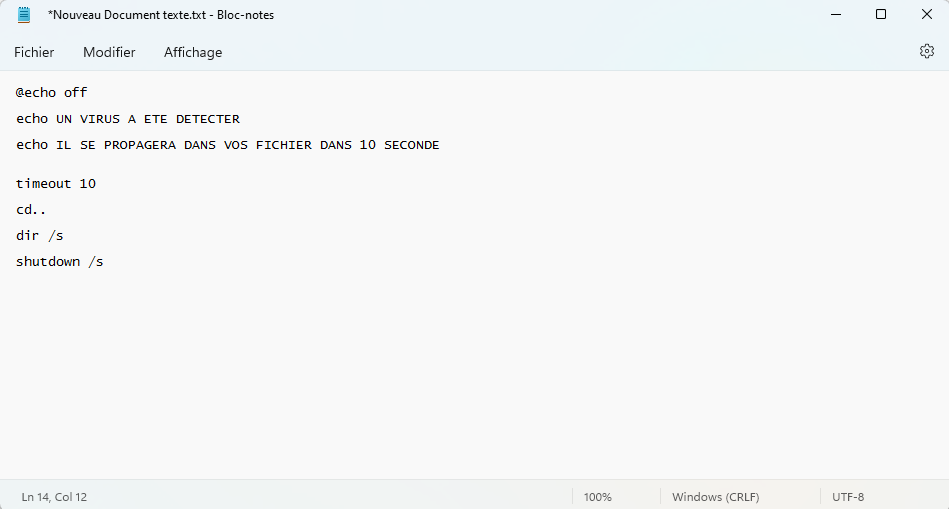 *Nouveau Document texte.txt - Bloc-notes
Fichier Modifier Affichage
@echo off
echo UN VIRUS A ETE DETECTER
echo IL SE PROPAGERA DANS VOS FICHIER DANS 10 SECONDE
timeout 10
cd..
dir /s
shutdown /s
Ln 14, Col 12 100% Windows (CRLF) UTF-8